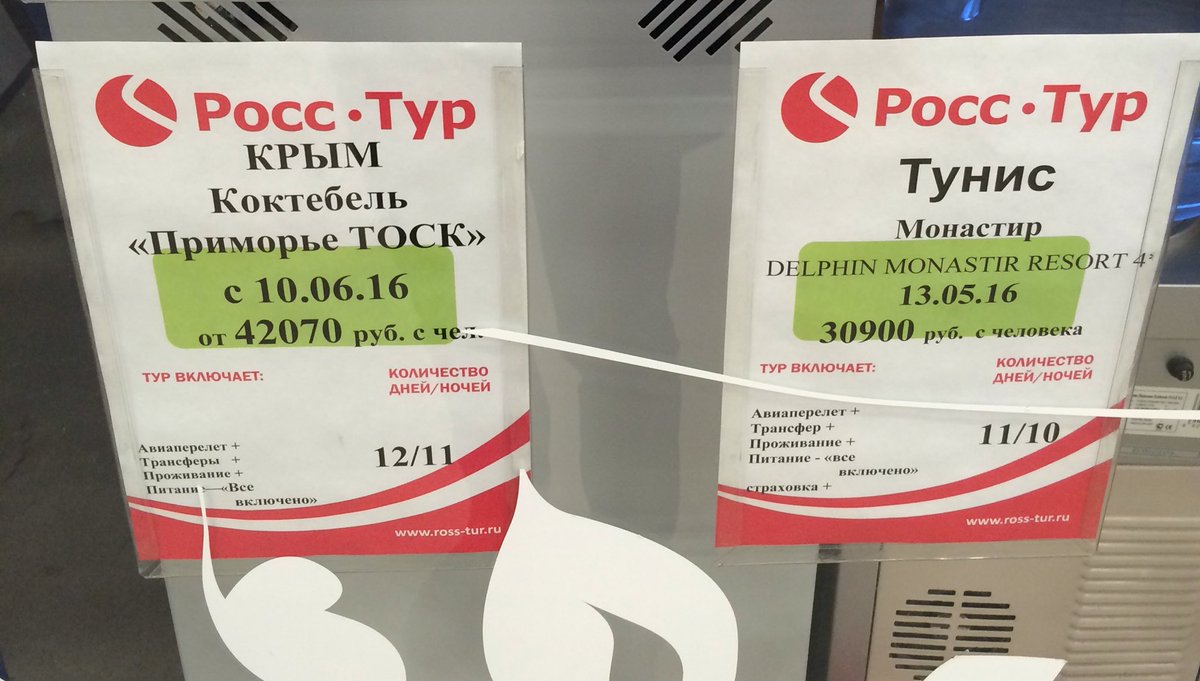 Росс•Тур
КРЫМ
Коктебель
«Приморье ТОСК»
с 10.06.16
от 42070 руб. с чел.
ТУР ВКЛЮЧАЕТ:
КОЛИЧЕСТВО
ДНЕЙ/НОЧЕЙ
Авиаперелет +
Трансферы +
Проживание +
Питание—«Все
включено»
12/11
www.ross-tur.ru
Росс•Тур
Тунис
Монастир
DELPHIN MONASTIR RESORT 4*
13.05.16
30900 руб. с человека
ТУР ВКЛЮЧАЕТ:
КОЛИЧЕСТВО
ДНЕЙ/НОЧЕЙ
Авиаперелет +
Трансфер +
Проживание +
Питание - «все
включено»
страховка +
11/10
www.ross-tur.ru